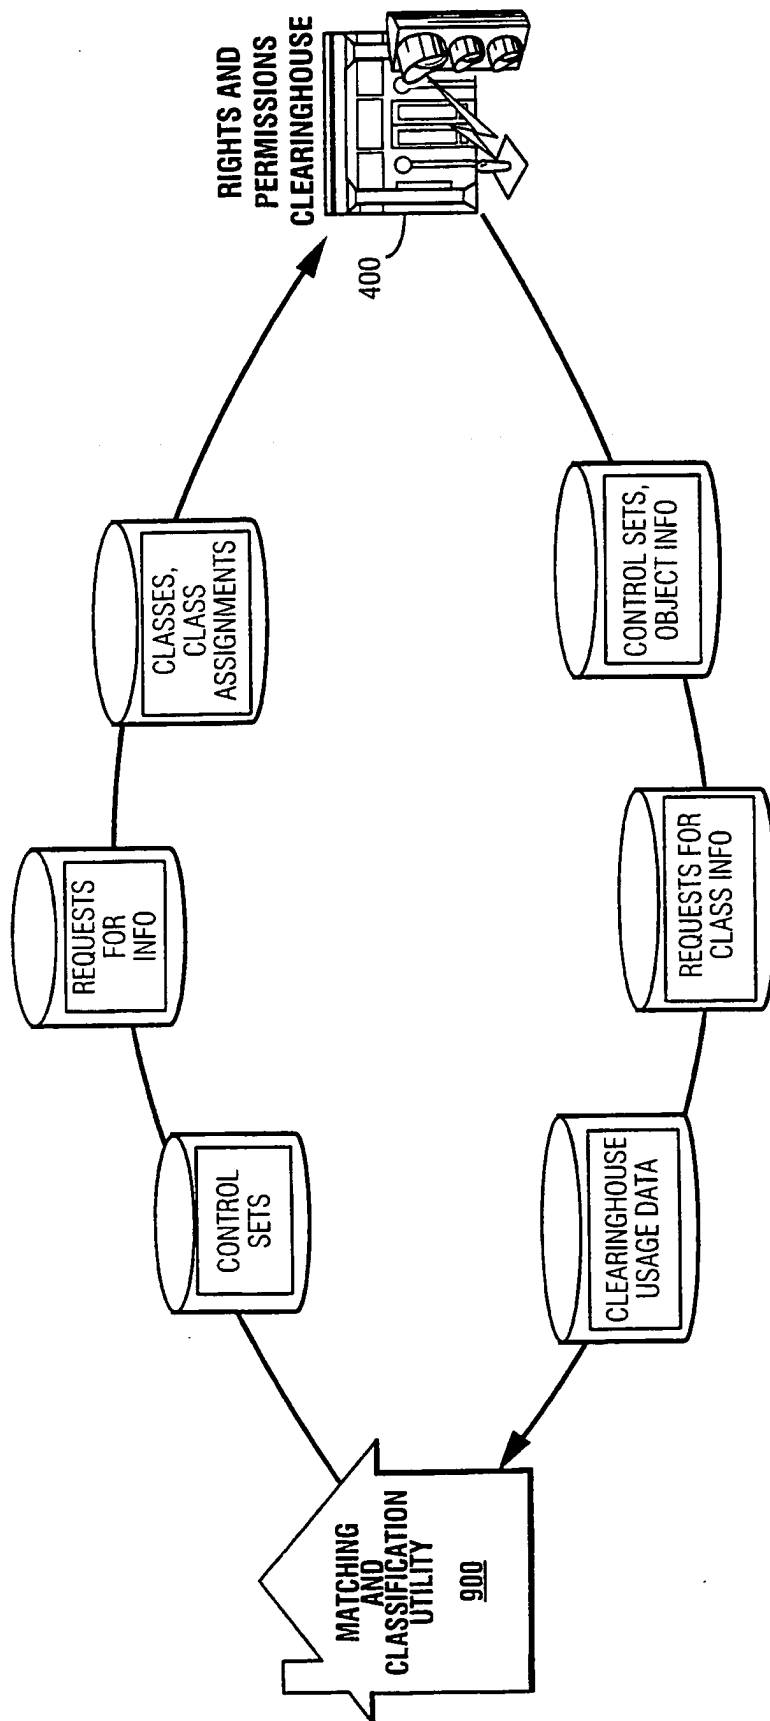 RIGHTS AND
PERMISSIONS
CLEARINGHOUSE
400
CLASSES,
CLASS
ASSIGNMENTS
REQUESTS
FOR
INFO
CONTROL
SETS
MATCHING
AND
CLASSIFICATION
UTILITY
900
CLEARINGHOUSE
USAGE DATA
REQUESTS FOR
CLASS INFO
CONTROL SETS,
OBJECT INFO